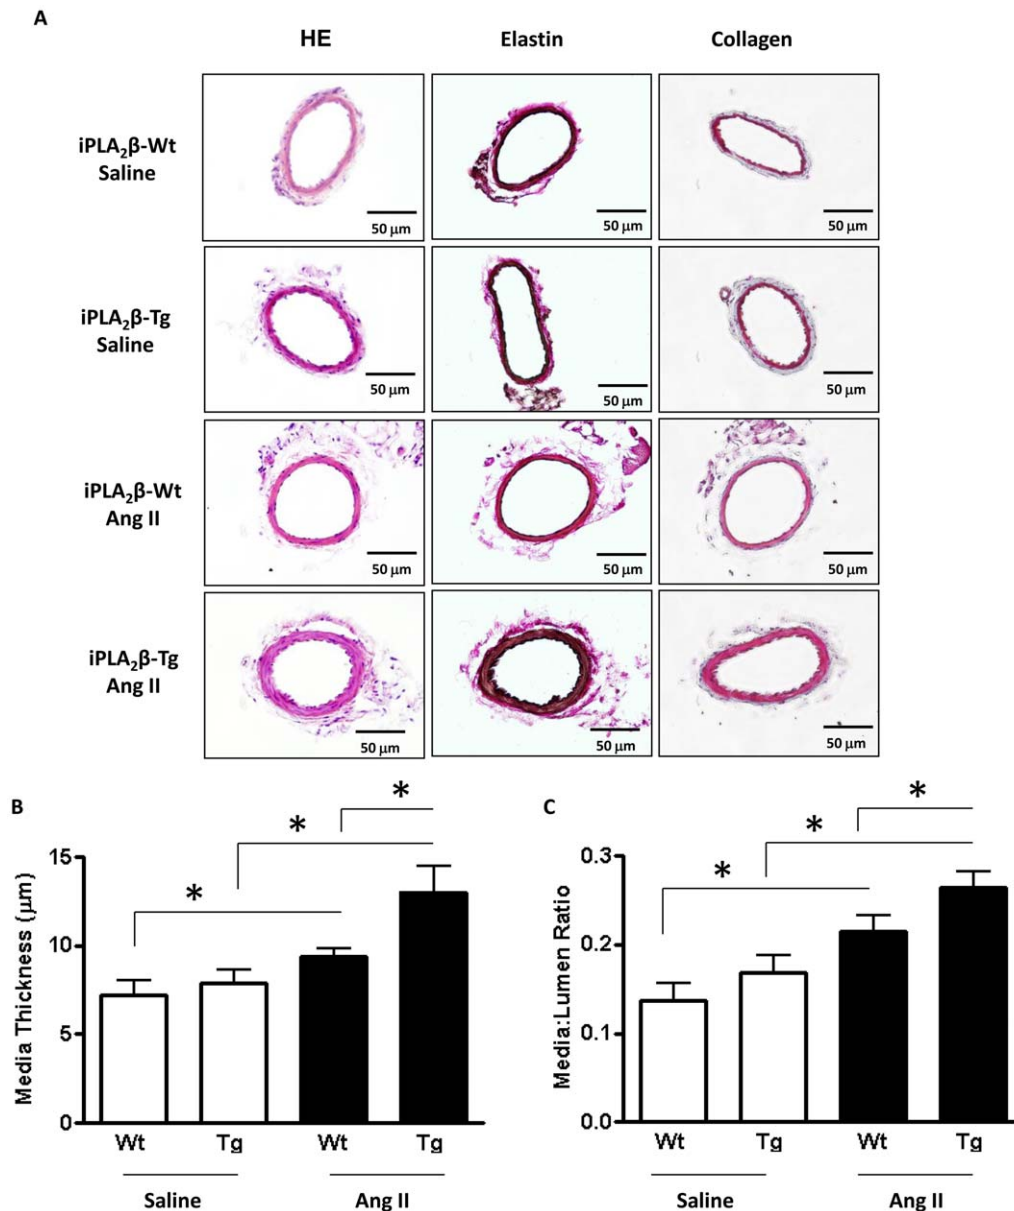 A
HE Elastin Collagen
iPLA₂β-Wt
Saline
50 μm 50 μm 50 μm
iPLA₂β-Tg
Saline
50 μm 50 μm 50 μm
iPLA₂β-Wt
Ang II
50 μm 50 μm 50 μm
iPLA₂β-Tg
Ang II
50 μm 50 μm 50 μm
B
Media Thickness (μm)
15
10
5
0
* * *
Wt Tg Wt Tg
Saline Ang II
C
Media:Lumen Ratio
0.3
0.2
0.1
0.0
* * *
Wt Tg Wt Tg
Saline Ang II